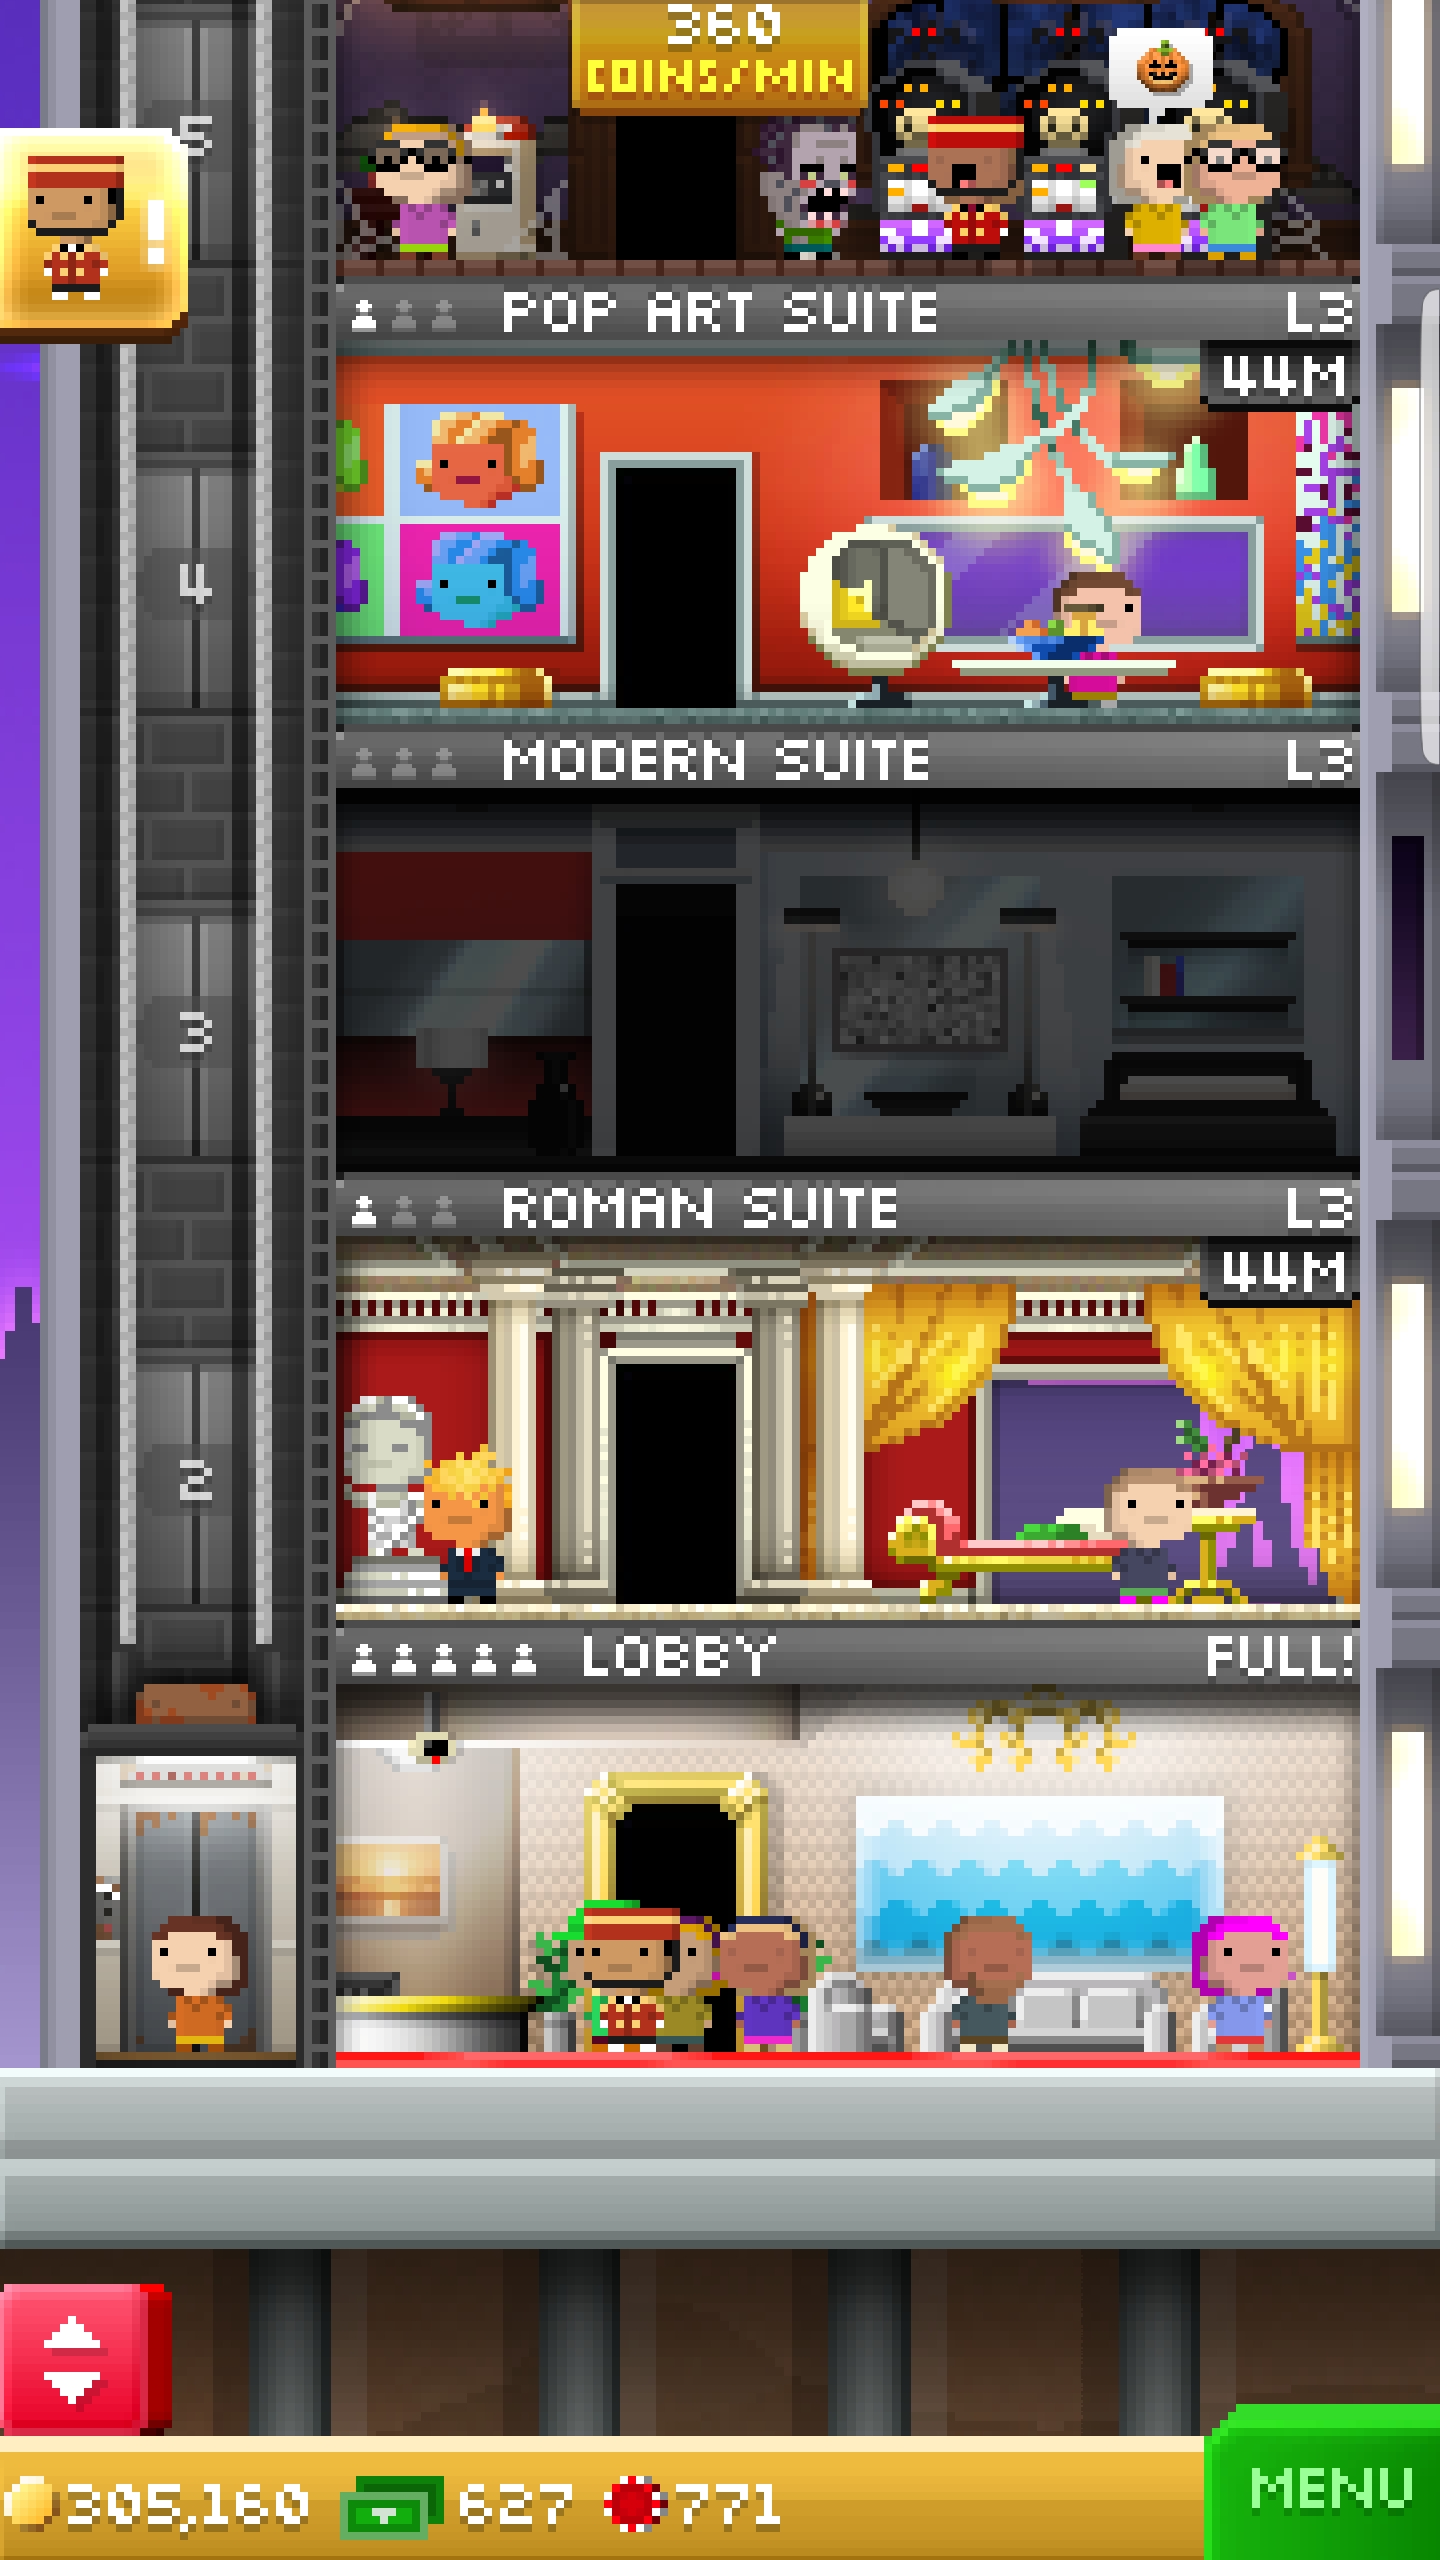 360
COINS/MIN
5
!
POP ART SUITE L3
44M
4
MODERN SUITE L3
3
ROMAN SUITE L3
44M
2
LOBBY FULL!
305,160 627 771
MENU